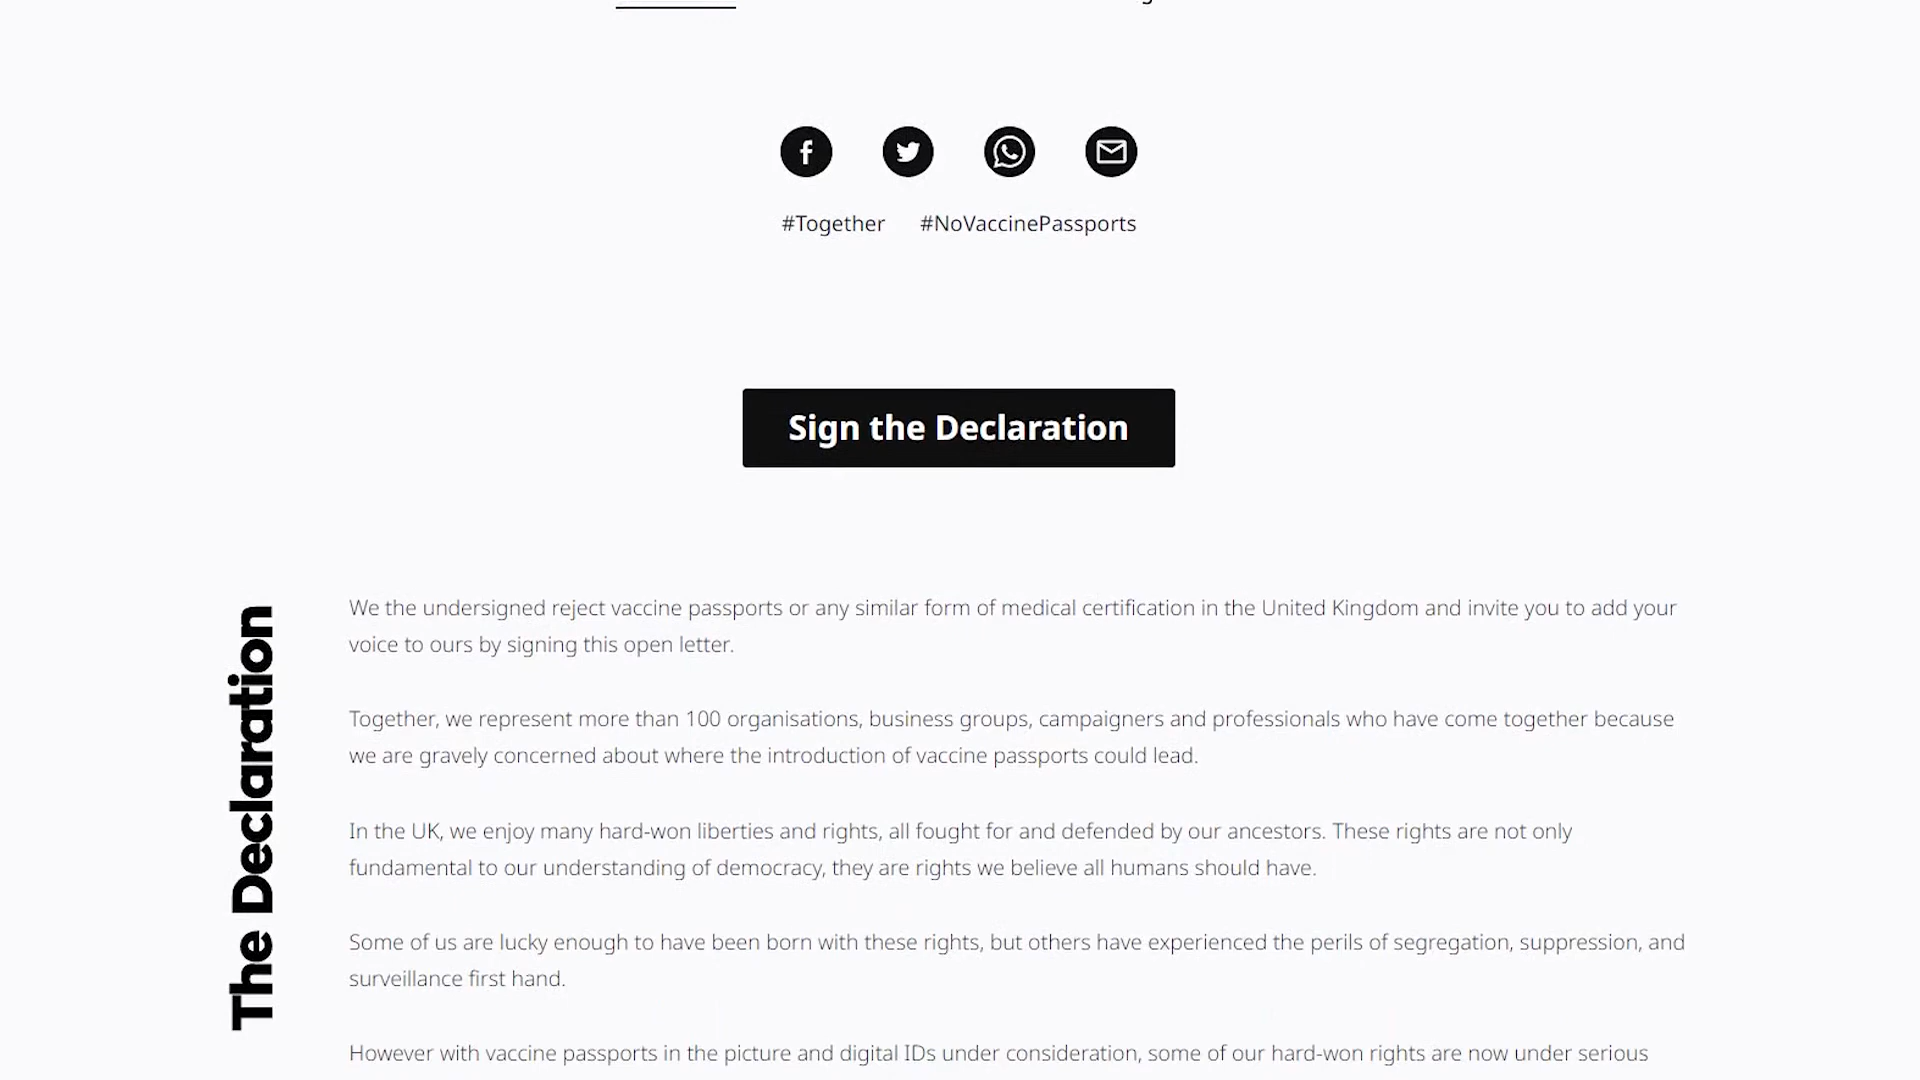 #Together #NoVaccinePassports
Sign the Declaration
The Declaration
We the undersigned reject vaccine passports or any similar form of medical certification in the United Kingdom and invite you to add your
voice to ours by signing this open letter.
Together, we represent more than 100 organisations, business groups, campaigners and professionals who have come together because
we are gravely concerned about where the introduction of vaccine passports could lead.
In the UK, we enjoy many hard-won liberties and rights, all fought for and defended by our ancestors. These rights are not only
fundamental to our understanding of democracy, they are rights we believe all humans should have.
Some of us are lucky enough to have been born with these rights, but others have experienced the perils of segregation, suppression, and
surveillance first hand.
However with vaccine passports in the picture and digital IDs under consideration, some of our hard-won rights are now under serious